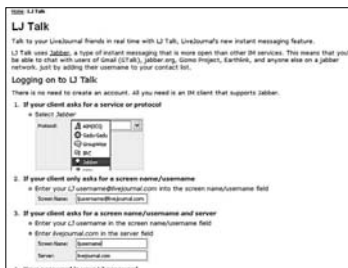 Home: LJ Talk
LJ Talk
Talk to your LiveJournal friends in real time with LJ Talk, LiveJournal's new instant messaging feature.
LJ Talk uses Jabber, a type of instant messaging that is more open than other IM services. This means that you'll
be able to chat with users of Gmail (GTalk), jabber.org, Gizmo Project, Earthlink, and anyone else on a jabber
network, just by adding their username to your contact list.
Logging on to LJ Talk
There is no need to create an account. All you need is an IM client that supports Jabber.
1. If your client asks for a service or protocol
Select Jabber
Protocol:
AIM/ICQ
Gadu-Gadu
GroupWise
IRC
Jabber
2. If your client only asks for a screen name/username
Enter your LJ username@livejournal.com into the screen name/username field
Screen Name: ljusername@livejournal.com
3. If your client asks for a screen name/username and server
Enter your LJ username in the screen name/username field
Enter livejournal.com in the server field
Screen Name: ljusername
Server: livejournal.com